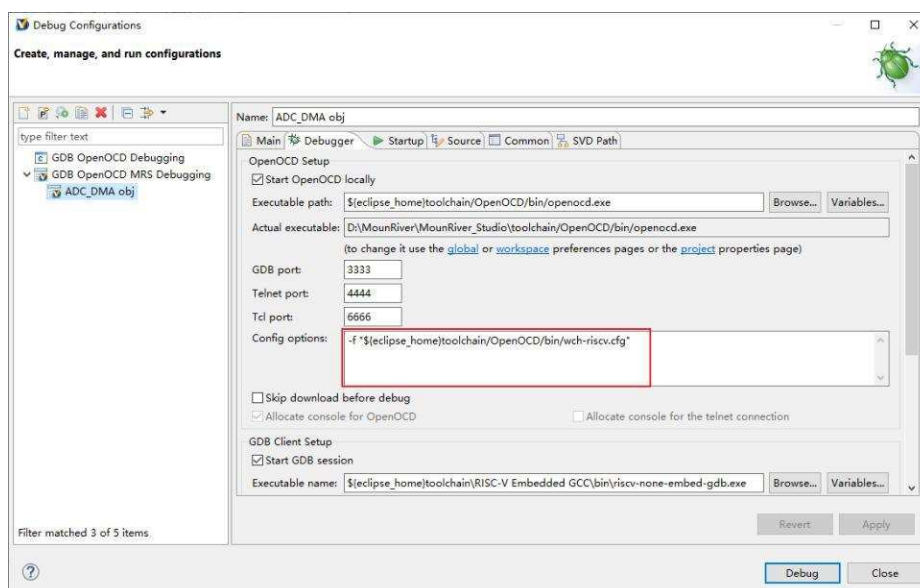 Debug Configurations
Create, manage, and run configurations
type filter text
GDB OpenOCD Debugging
GDB OpenOCD MRS Debugging
ADC_DMA obj
Filter matched 3 of 5 items
Name: ADC_DMA obj
Main Debugger Startup Source Common SVD Path
OpenOCD Setup
Start OpenOCD locally
Executable path: ${eclipse_home}toolchain/OpenOCD/bin/openocd.exe Browse... Variables...
Actual executable: D:\MounRiver\MounRiver_Studio\toolchain/OpenOCD/bin/openocd.exe
(to change it use the global or workspace preferences pages or the project properties page)
GDB port: 3333
Telnet port: 4444
Tcl port: 6666
Config options: -f "${eclipse_home}toolchain/OpenOCD/bin/wch-riscv.cfg"
Skip download before debug
Allocate console for OpenOCD Allocate console for the telnet connection
GDB Client Setup
Start GDB session
Executable name: ${eclipse_home}toolchain\RISC-V Embedded GCC\bin\riscv-none-embed-gdb.exe Browse... Variables...
Revert Apply
Debug Close